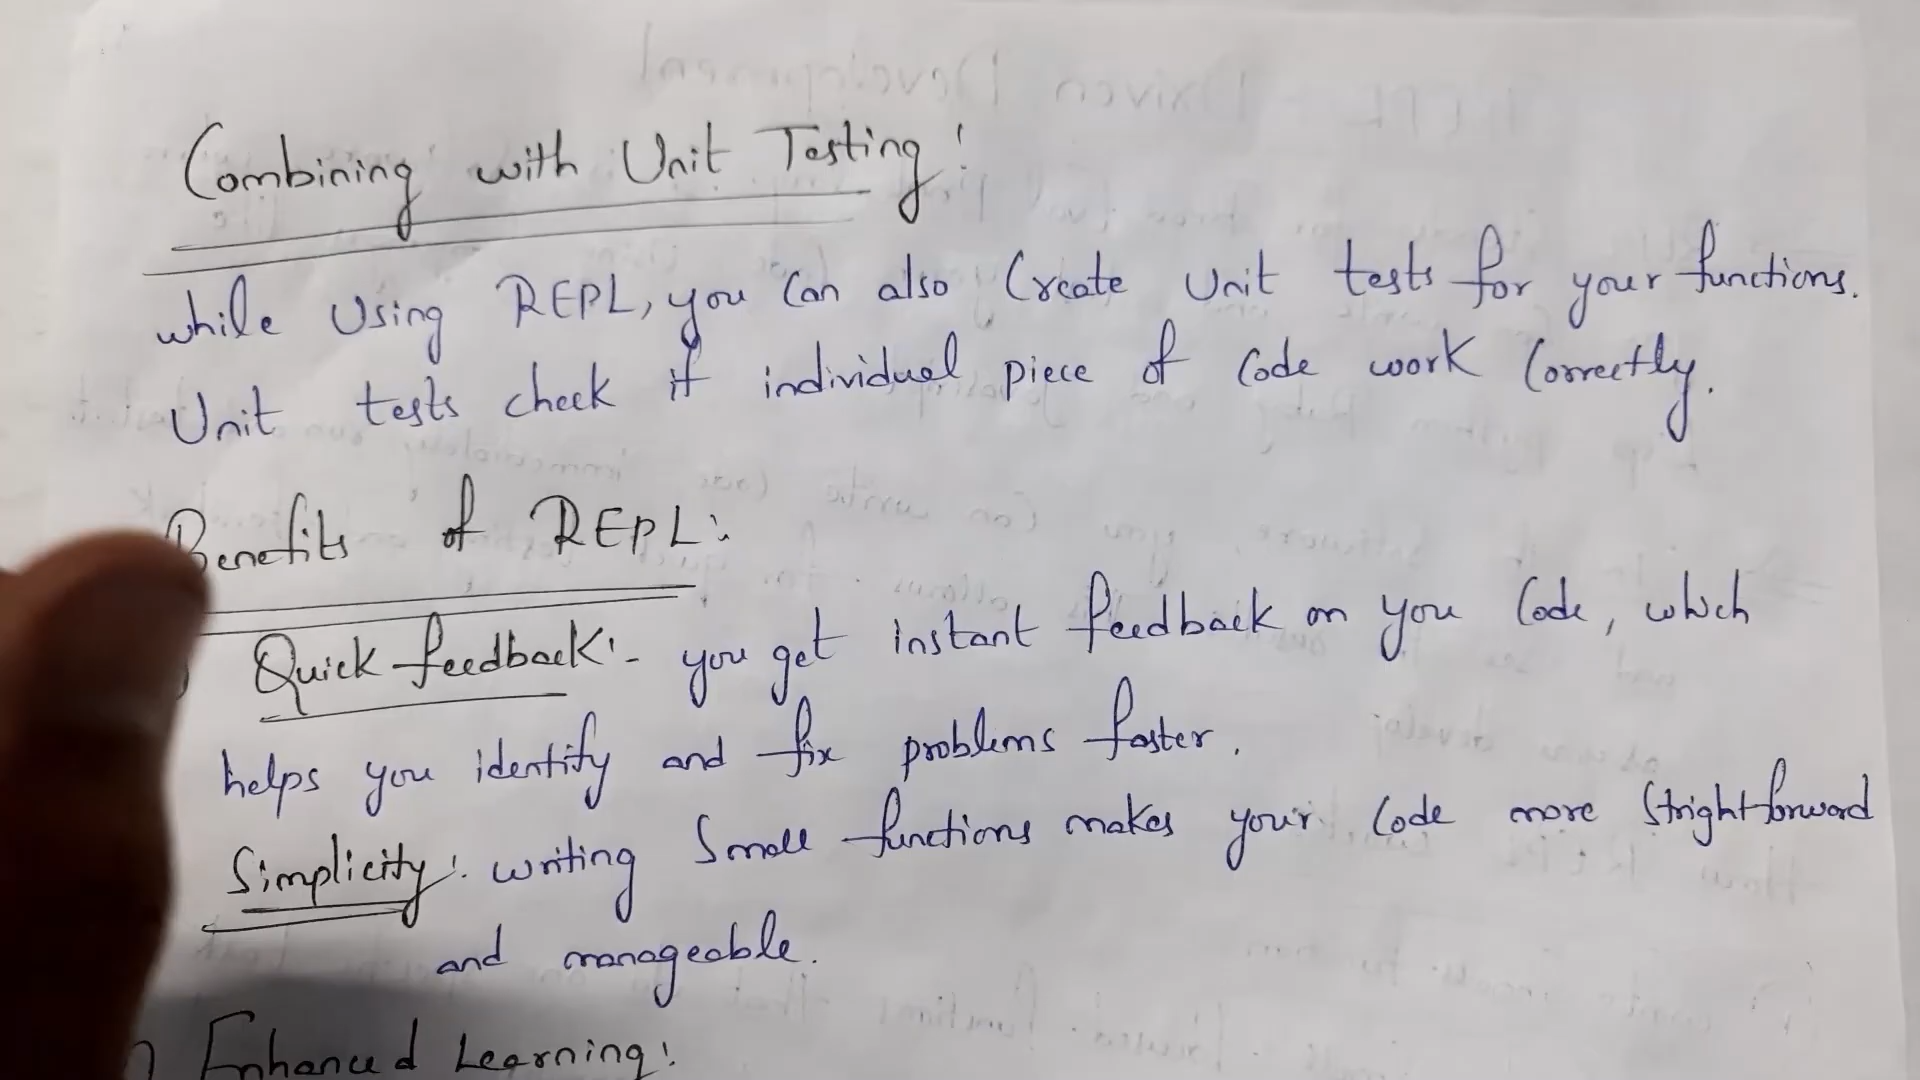 Combining with Unit Testing:
while Using REPL, you Can also Create Unit tests for your functions.
Unit tests check if individual piece of Code work Correctly.
Benefits of REPL:
Quick feedback:- you get instant feedback on you Code, which
helps you identify and fix problems faster.
Simplicity: writing Small functions makes your Code more Strightforward
and manageable.
Enhanced Learning: